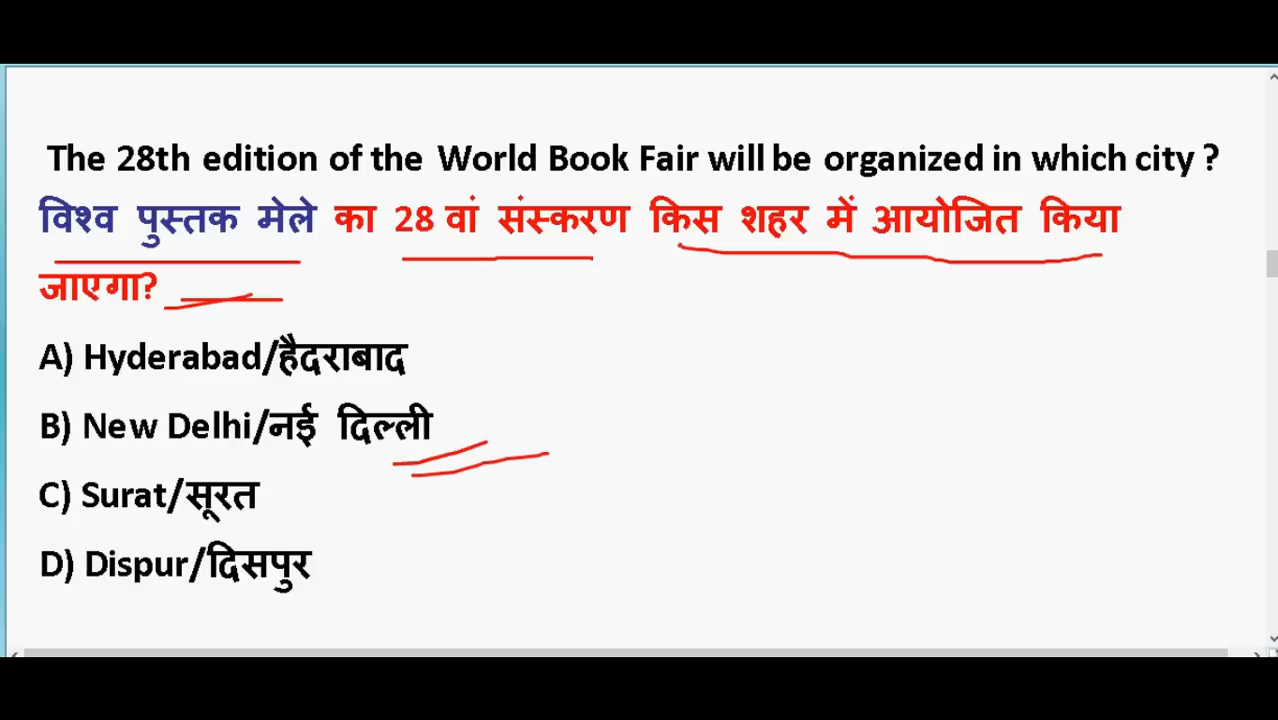 The 28th edition of the World Book Fair will be organized in which city ?
विश्व पुस्तक मेले का 28 वां संस्करण किस शहर में आयोजित किया
जाएगा?
A) Hyderabad/हैदराबाद
B) New Delhi/नई दिल्ली
C) Surat/सूरत
D) Dispur/दिसपुर